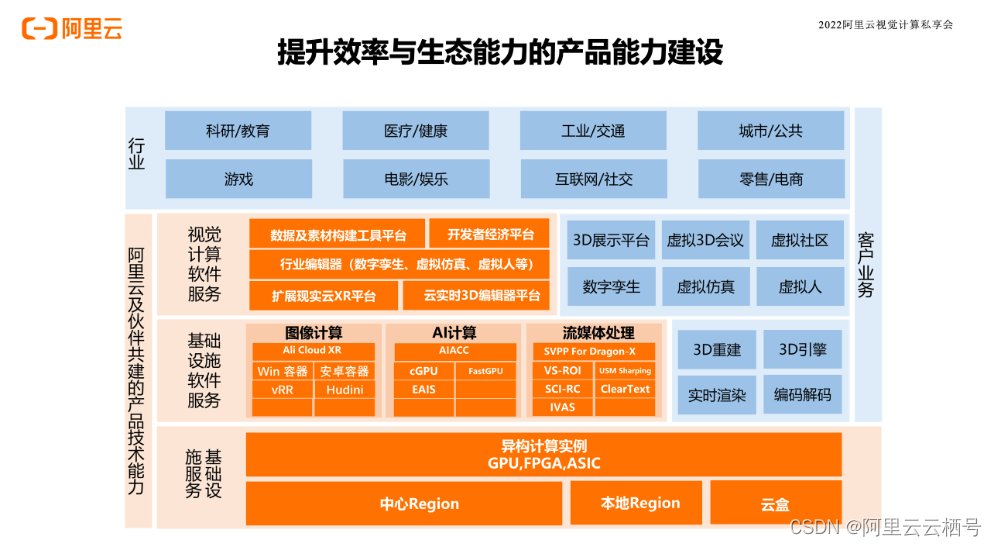 阿里云
2022阿里云视觉计算私享会
提升效率与生态能力的产品能力建设
行业
科研/教育
医疗/健康
工业/交通
城市/公共
游戏
电影/娱乐
互联网/社交
零售/电商
客户业务
阿里云及伙伴共建的产品技术能力
视觉
计算
软件
服务
数据及素材构建工具平台
开发者经济平台
行业编辑器（数字孪生、虚拟仿真、虚拟人等）
扩展现实云XR平台
云实时3D编辑器平台
3D展示平台
虚拟3D会议
虚拟社区
数字孪生
虚拟仿真
虚拟人
基础
设施
软件
服务
图像计算
Ali Cloud XR
Win 容器
安卓容器
vRR
Hudini
AI计算
AIACC
cGPU
FastGPU
EAIS
流媒体处理
SVPP For Dragon-X
VS-ROI
USM Sharping
SCI-RC
ClearText
IVAS
3D重建
3D引擎
实时渲染
编码解码
基础设
施服务
异构计算实例
GPU,FPGA,ASIC
中心Region
本地Region
云盒
CSDN @阿里云云栖号